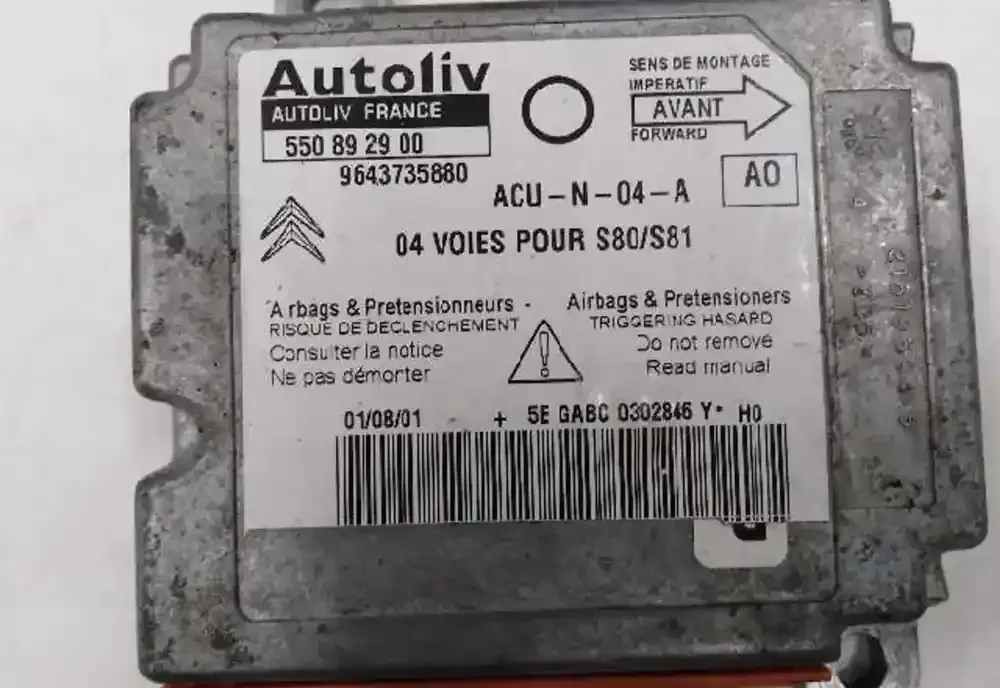 Autoliv
AUTOLIV FRANCE
550 89 29 00
9643735880
SENS DE MONTAGE
IMPERATIF
AVANT
FORWARD
ACU-N-04-A
A0
04 VOIES POUR S80/S81
A rbags & Pretensionneurs -
RISQUE DE DECLENCHEMENT
Consulter la notice
Ne pas démorter
Airbags & Pretensioners
TRIGGERING HASARD
Do not remove
Read manual
01/08/01 + 5E GABC 0302846 Y* H0